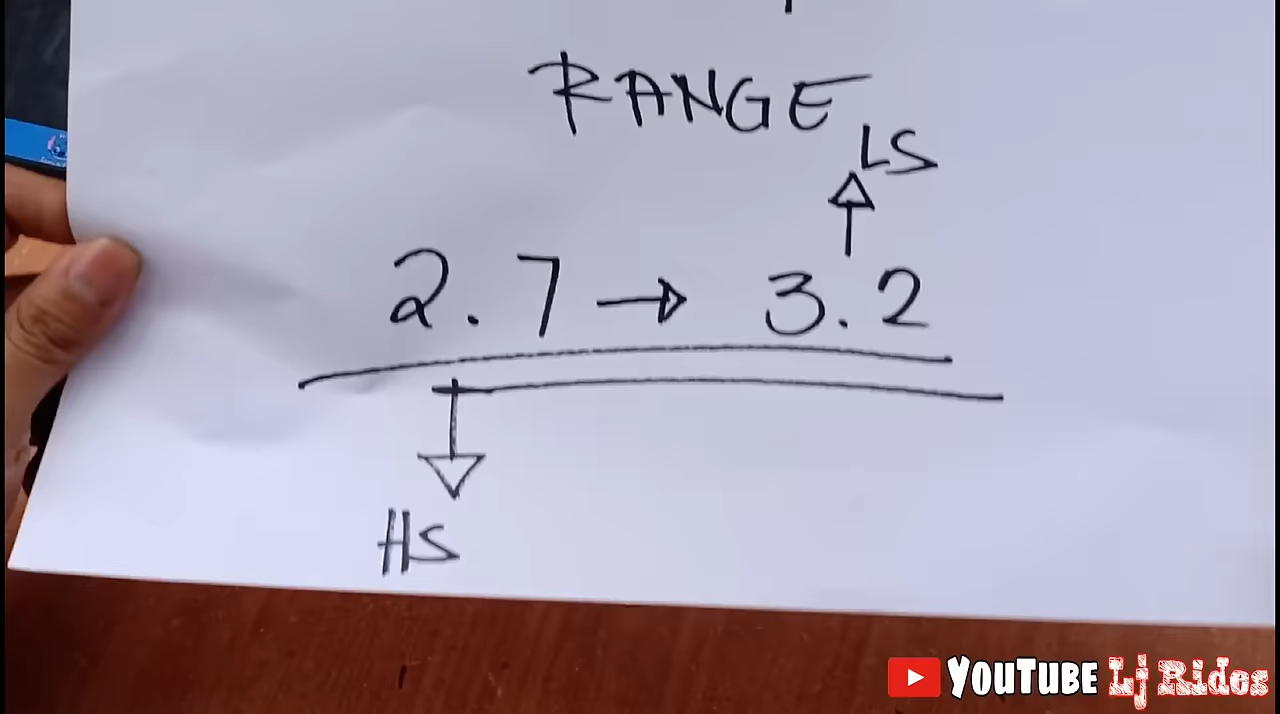 RANGE
LS
2.7 → 3.2
HS
YouTube Lj Rides